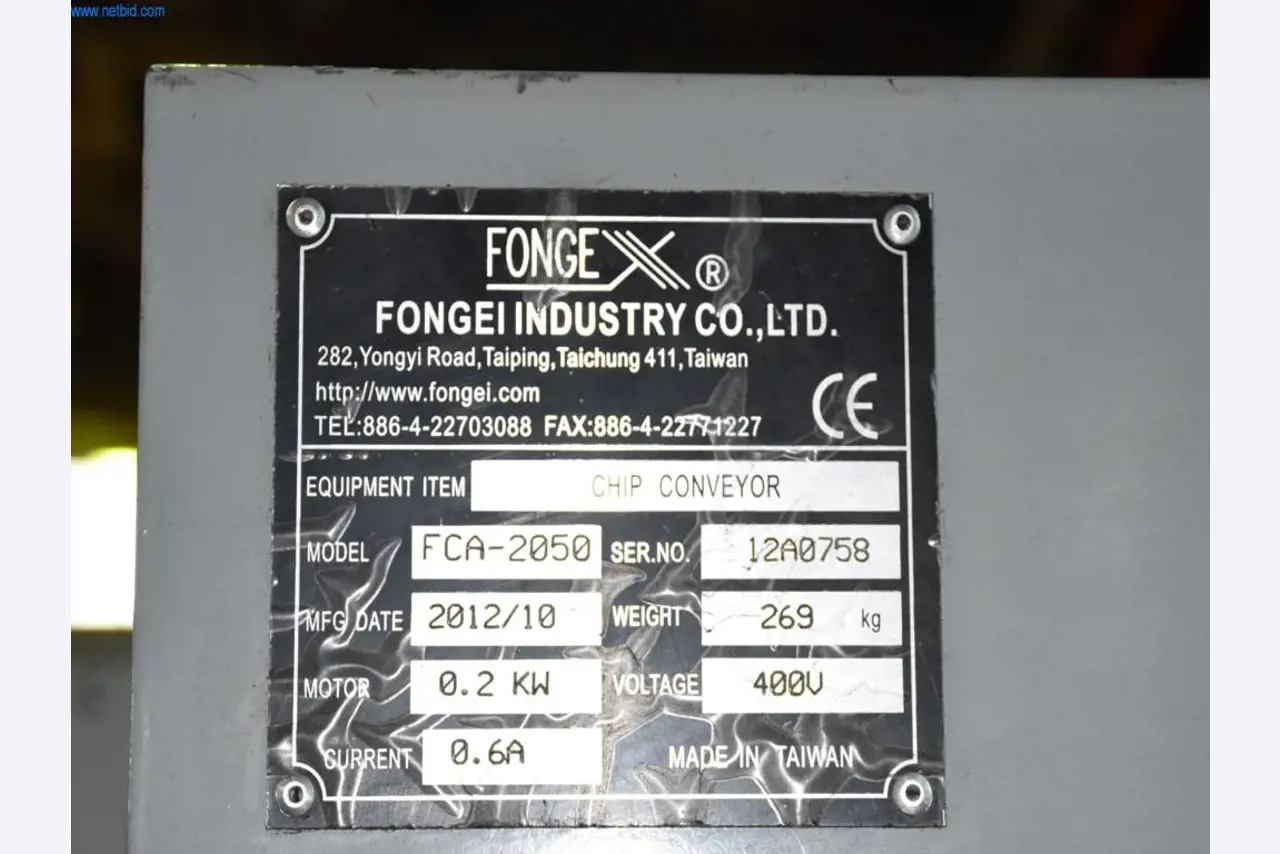 www.netbid.com
FONGEX®
FONGEI INDUSTRY CO.,LTD.
282,Yongyi Road,Taiping,Taichung 411,Taiwan
http://www.fongei.com
TEL:886-4-22703088 FAX:886-4-22771227
CE
EQUIPMENT ITEM CHIP CONVEYOR
MODEL FCA-2050 SER.NO. 12A0758
MFG DATE 2012/10 WEIGHT 269 kg
MOTOR 0.2 KW VOLTAGE 400V
CURRENT 0.6A MADE IN TAIWAN